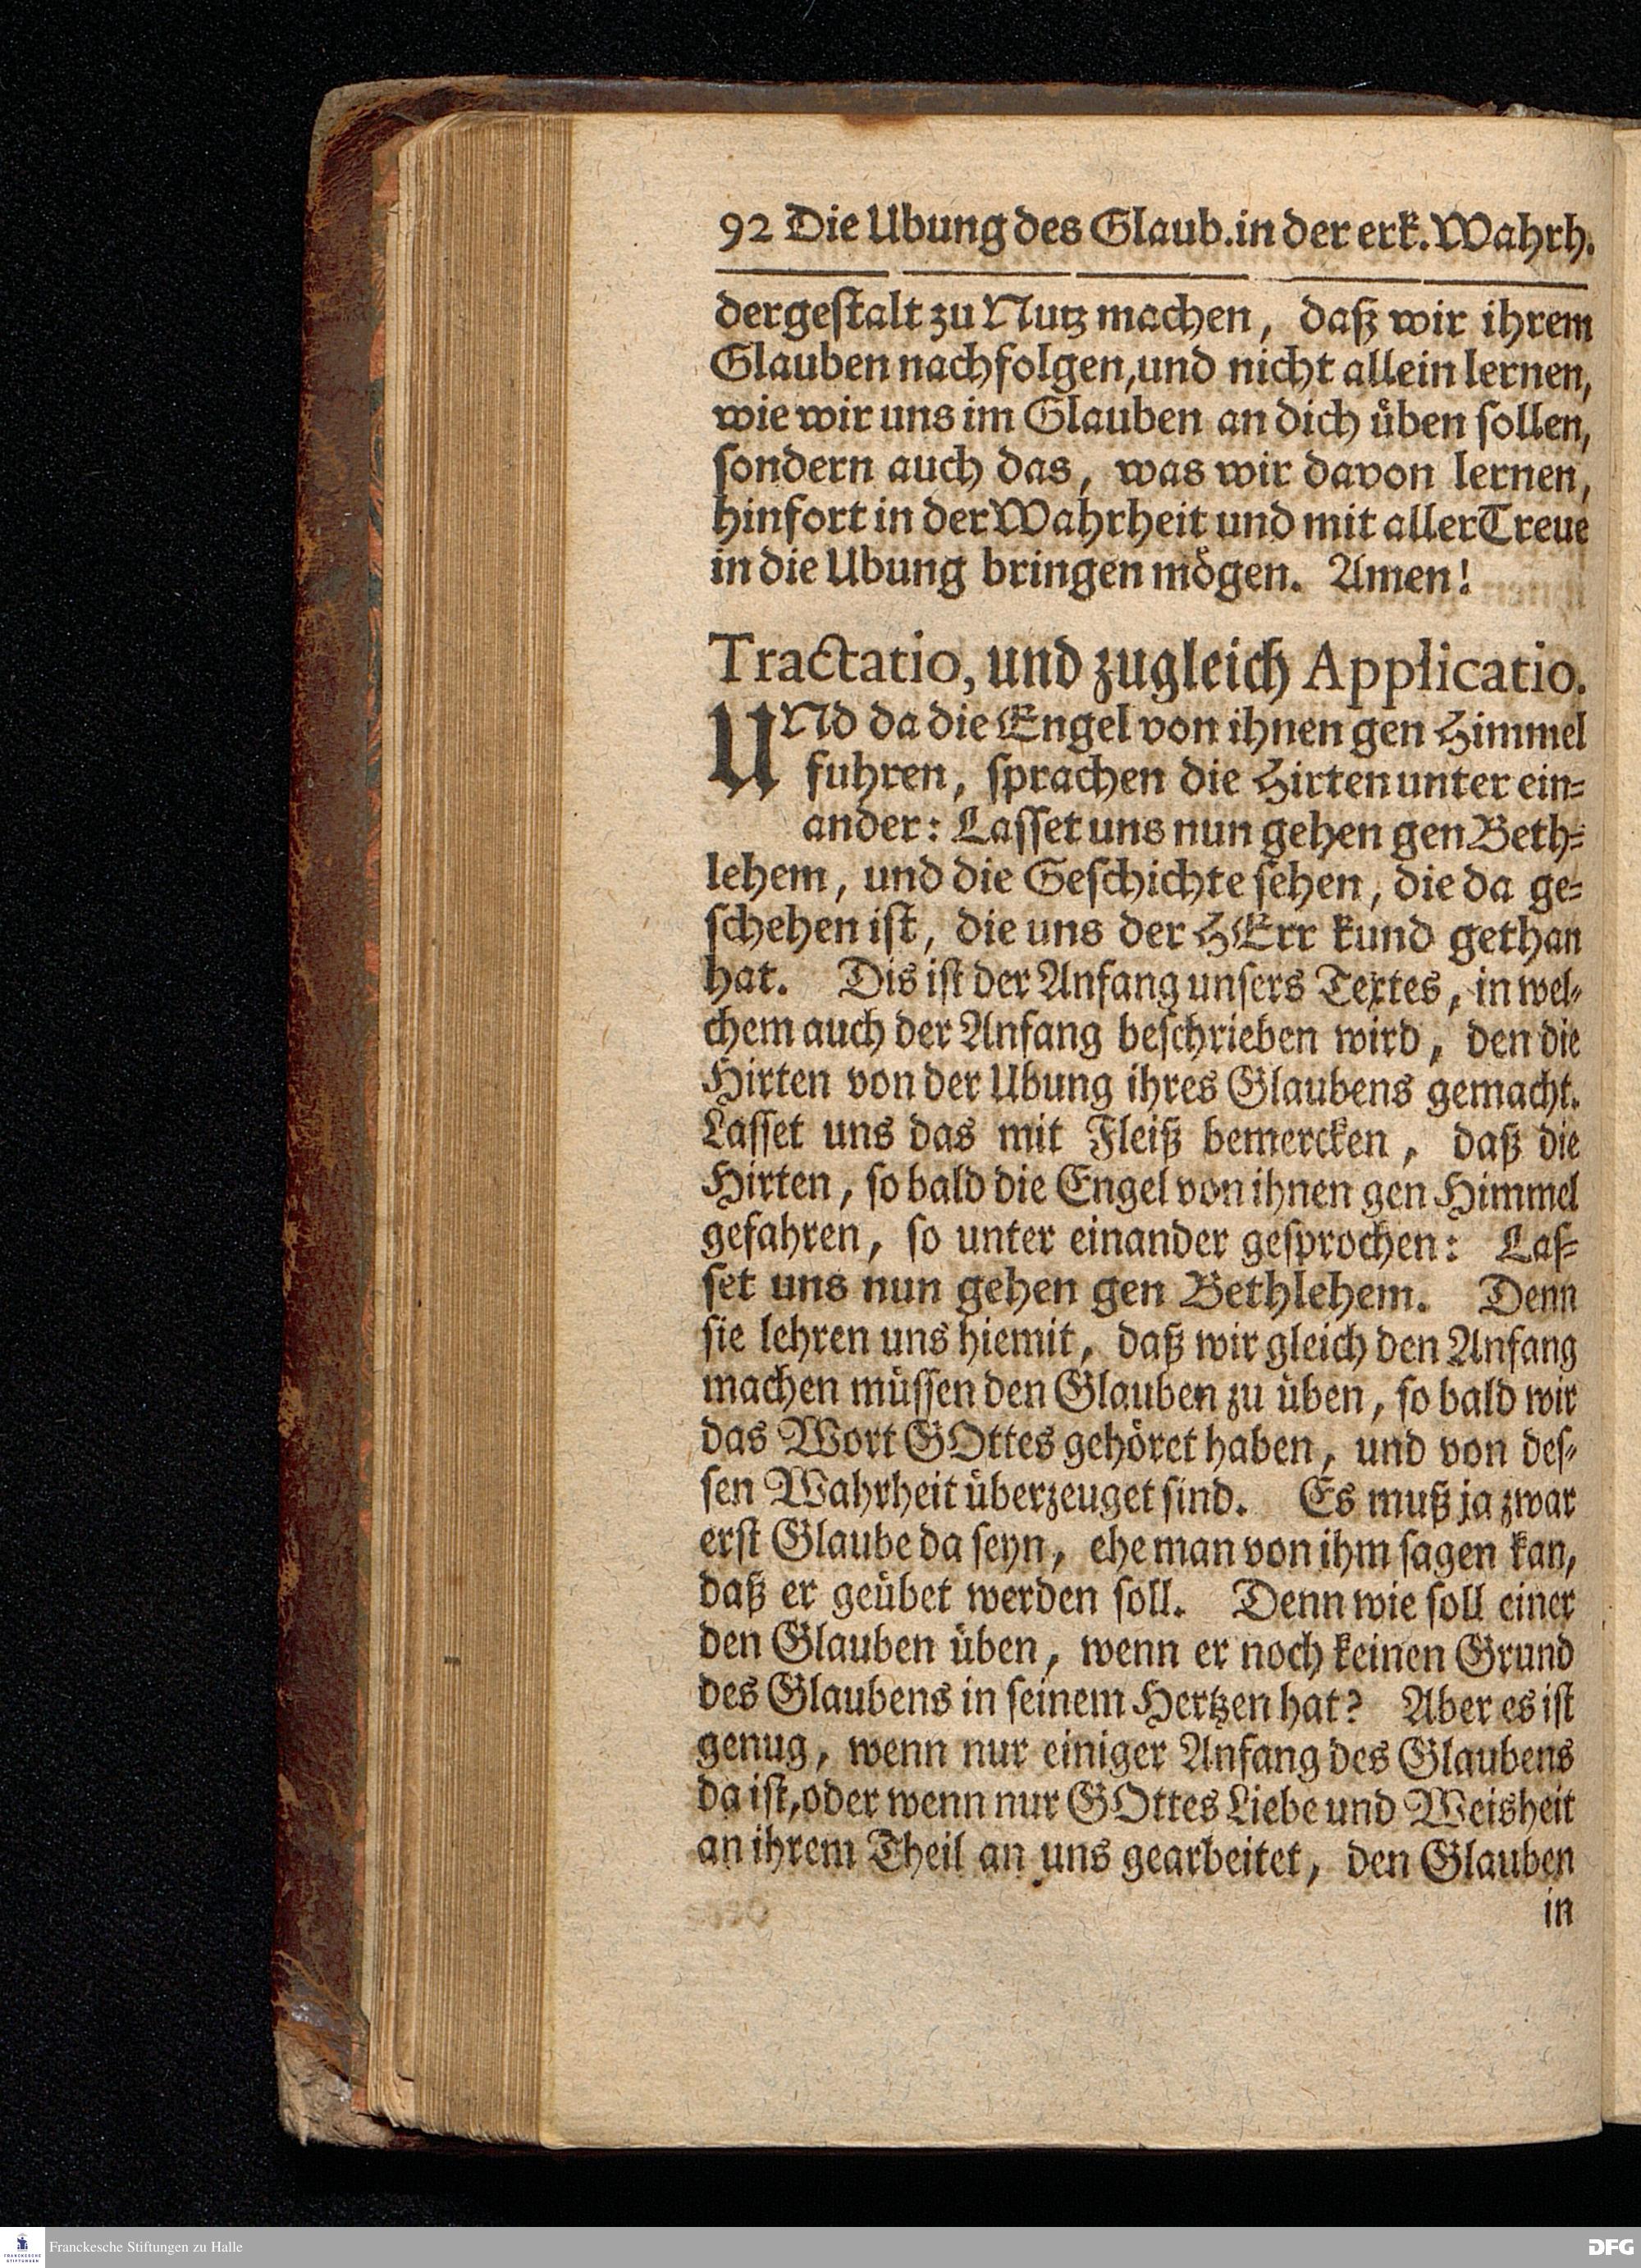 92 Die Ubung des Glaub. in der erk. Wahrh.
dergeſtalt zu Nutz machen, daß wir ihrem
Glauben nachfolgen, und nicht allein lernen,
wie wir uns im Glauben an dich üben ſollen,
ſondern auch das, was wir davon lernen,
hinfort in der Wahrheit und mit aller Treue
in die Ubung bringen mögen. Amen!
Tractatio, und zugleich Applicatio.
UNd da die Engel von ihnen gen Himmel
fuhren, ſprachen die Hirten unter ein-
ander: Laſſet uns nun gehen gen Beth-
lehem, und die Geſchichte ſehen, die da ge-
ſchehen iſt, die uns der HErr kund gethan
hat. Dis iſt der Anfang unſers Textes, in wel-
chem auch der Anfang beſchrieben wird, den die
Hirten von der Ubung ihres Glaubens gemacht.
Laſſet uns das mit Fleiß bemercken, daß die
Hirten, ſo bald die Engel von ihnen gen Himmel
gefahren, ſo unter einander geſprochen: Laſ-
ſet uns nun gehen gen Bethlehem. Denn
ſie lehren uns hiemit, daß wir gleich den Anfang
machen müſſen den Glauben zu üben, ſo bald wir
das Wort GOttes gehöret haben, und von deſ-
ſen Wahrheit überzeuget ſind. Es muß ja zwar
erſt Glaube da ſeyn, ehe man von ihm ſagen kan,
daß er geübet werden ſoll. Denn wie ſoll einer
den Glauben üben, wenn er noch keinen Grund
des Glaubens in ſeinem Hertzen hat? Aber es iſt
genug, wenn nur einiger Anfang des Glaubens
da iſt, oder wenn nur GOttes Liebe und Weisheit
an ihrem Theil an uns gearbeitet, den Glauben
in
FRANCKESCHE STIFTUNGEN
Franckesche Stiftungen zu Halle
DFG